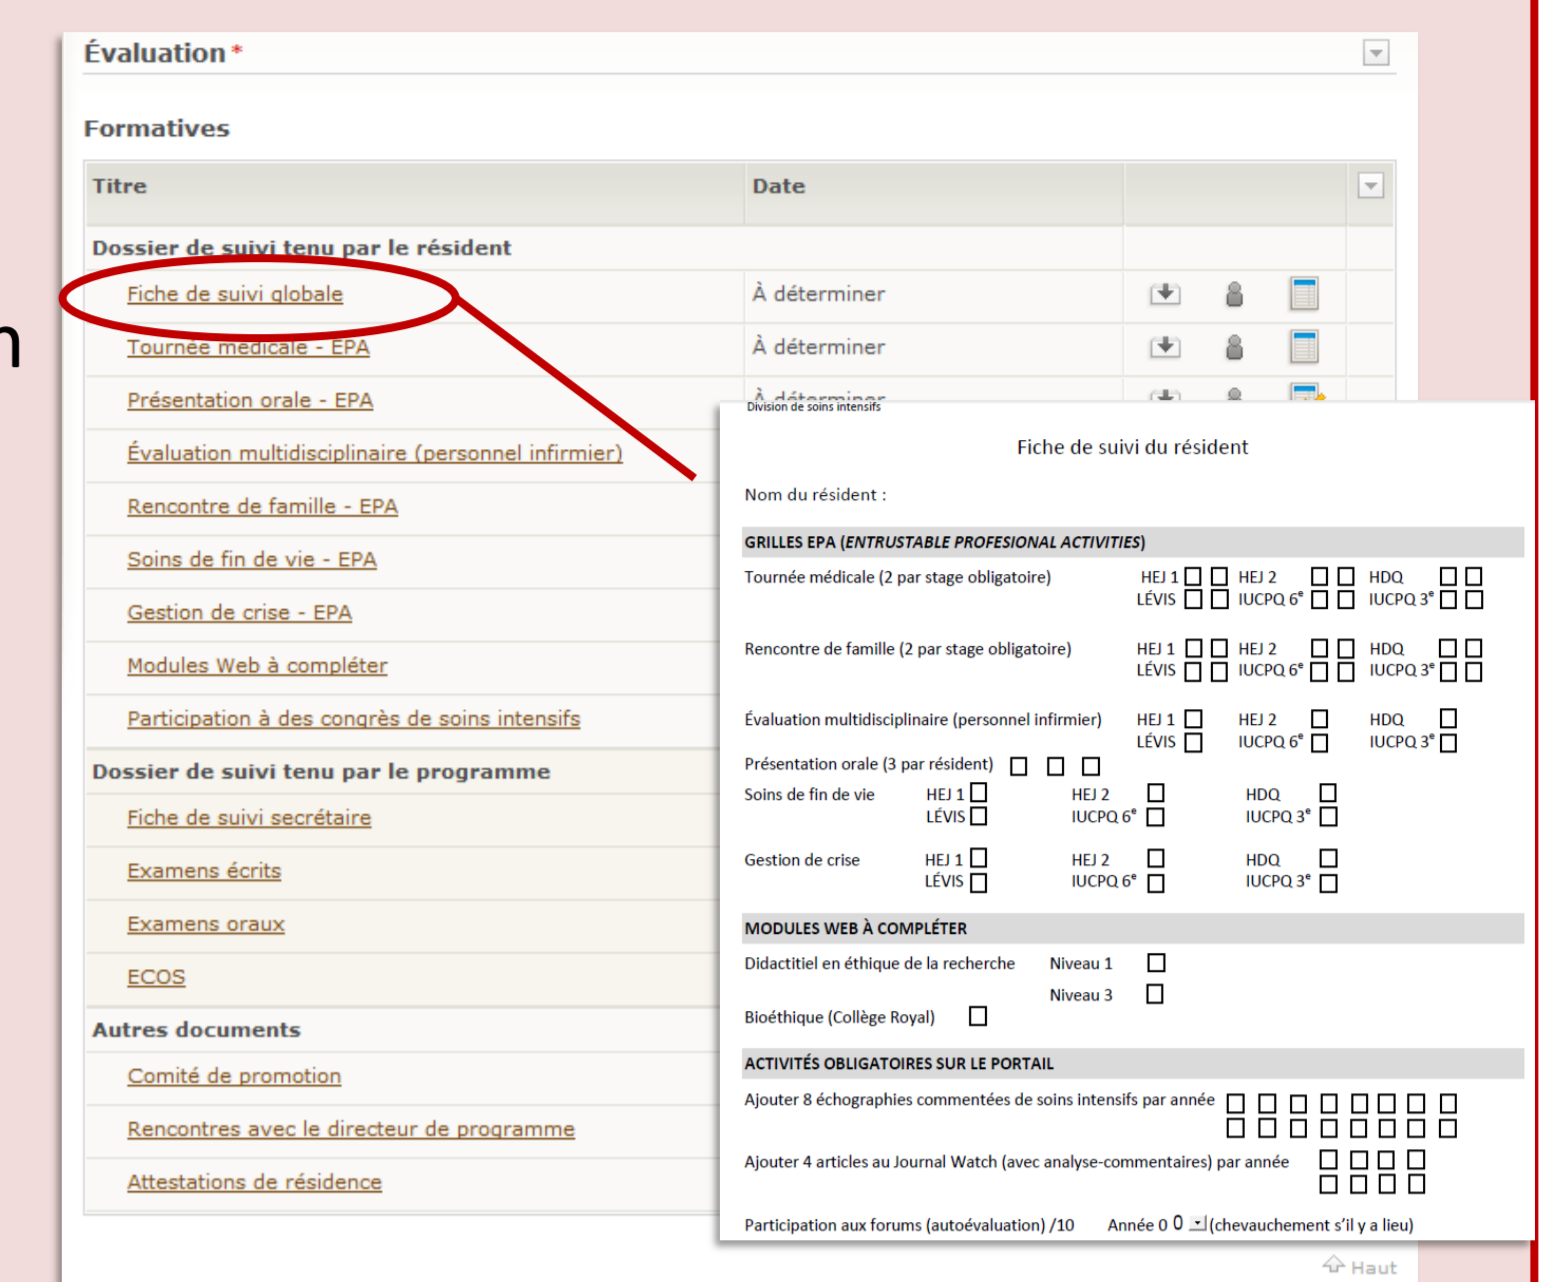 Évaluation *
Formatives
Titre Date
Dossier de suivi tenu par le résident
Fiche de suivi globale À déterminer
n
Tournée médicale - EPA À déterminer
Présentation orale - EPA À déterminer
Évaluation multidisciplinaire (personnel infirmier)
Rencontre de famille - EPA
Soins de fin de vie - EPA
Gestion de crise - EPA
Modules Web à compléter
Participation à des congrès de soins intensifs
Dossier de suivi tenu par le programme
Fiche de suivi secrétaire
Examens écrits
Examens oraux
ECOS
Autres documents
Comité de promotion
Rencontres avec le directeur de programme
Attestations de résidence
Haut
Division de soins intensifs
Fiche de suivi du résident
Nom du résident :
GRILLES EPA (ENTRUSTABLE PROFESIONAL ACTIVITIES)
Tournée médicale (2 par stage obligatoire) HEJ 1 HEJ 2 HDQ
LÉVIS IUCPQ 6e IUCPQ 3e
Rencontre de famille (2 par stage obligatoire) HEJ 1 HEJ 2 HDQ
LÉVIS IUCPQ 6e IUCPQ 3e
Évaluation multidisciplinaire (personnel infirmier) HEJ 1 HEJ 2 HDQ
LÉVIS IUCPQ 6e IUCPQ 3e
Présentation orale (3 par résident)
Soins de fin de vie HEJ 1 HEJ 2 HDQ
LÉVIS IUCPQ 6e IUCPQ 3e
Gestion de crise HEJ 1 HEJ 2 HDQ
LÉVIS IUCPQ 6e IUCPQ 3e
MODULES WEB À COMPLÉTER
Didactitiel en éthique de la recherche Niveau 1
Niveau 3
Bioéthique (Collège Royal)
ACTIVITÉS OBLIGATOIRES SUR LE PORTAIL
Ajouter 8 échographies commentées de soins intensifs par année
Ajouter 4 articles au Journal Watch (avec analyse-commentaires) par année
Participation aux forums (autoévaluation) /10 Année 0 0 (chevauchement s'il y a lieu)